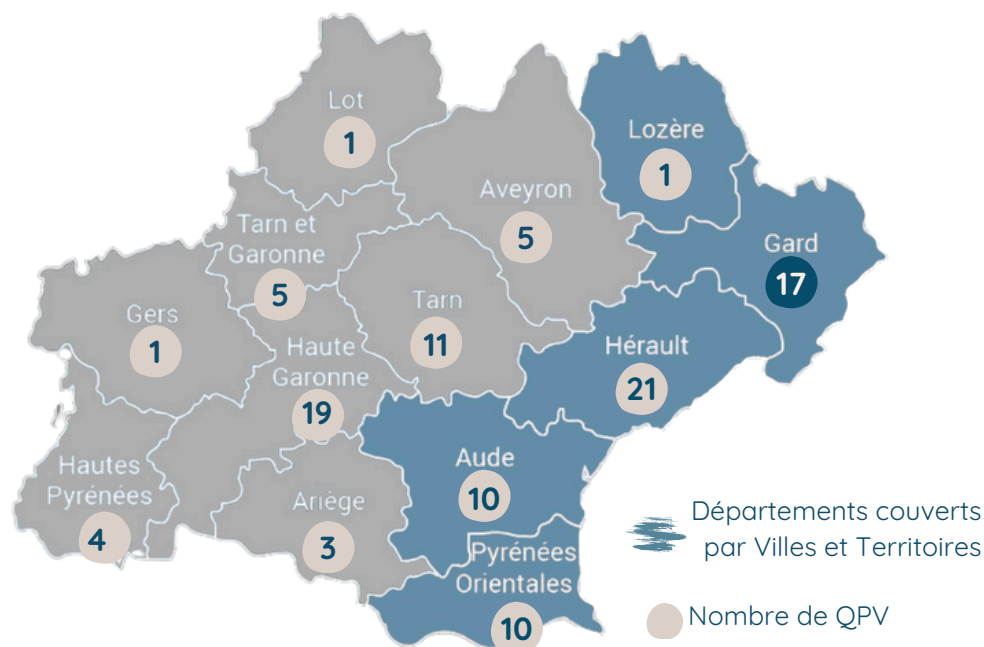 Lot
1
Lozère
1
Aveyron
5
Tarn et
Garonne
5
Gard
17
Gers
1
Tarn
11
Haute
Garonne
19
Hérault
21
Hautes
Pyrénées
4
Ariège
3
Aude
10
Pyrénées
Orientales
10
Départements couverts
par Villes et Territoires
Nombre de QPV